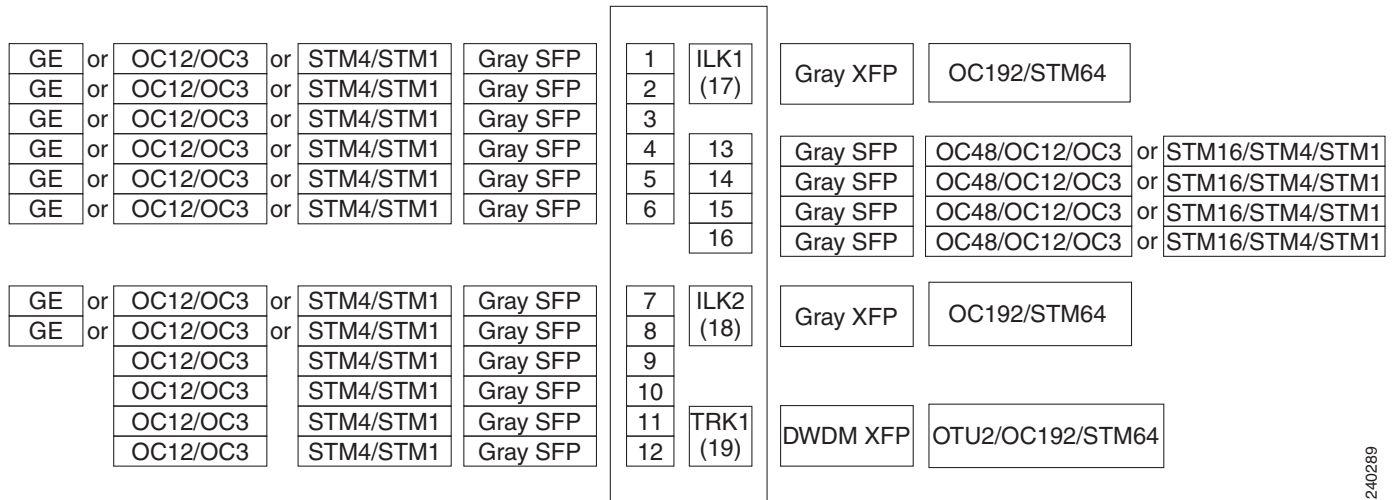 GE or OC12/OC3 or STM4/STM1 Gray SFP 1 ILK1 (17) Gray XFP OC192/STM64
GE or OC12/OC3 or STM4/STM1 Gray SFP 2
GE or OC12/OC3 or STM4/STM1 Gray SFP 3
GE or OC12/OC3 or STM4/STM1 Gray SFP 4 13 Gray SFP OC48/OC12/OC3 or STM16/STM4/STM1
GE or OC12/OC3 or STM4/STM1 Gray SFP 5 14 Gray SFP OC48/OC12/OC3 or STM16/STM4/STM1
GE or OC12/OC3 or STM4/STM1 Gray SFP 6 15 Gray SFP OC48/OC12/OC3 or STM16/STM4/STM1
16 Gray SFP OC48/OC12/OC3 or STM16/STM4/STM1
GE or OC12/OC3 or STM4/STM1 Gray SFP 7 ILK2 (18) Gray XFP OC192/STM64
GE or OC12/OC3 or STM4/STM1 Gray SFP 8
OC12/OC3 STM4/STM1 Gray SFP 9
OC12/OC3 STM4/STM1 Gray SFP 10
OC12/OC3 STM4/STM1 Gray SFP 11 TRK1 (19) DWDM XFP OTU2/OC192/STM64
OC12/OC3 STM4/STM1 Gray SFP 12
240289